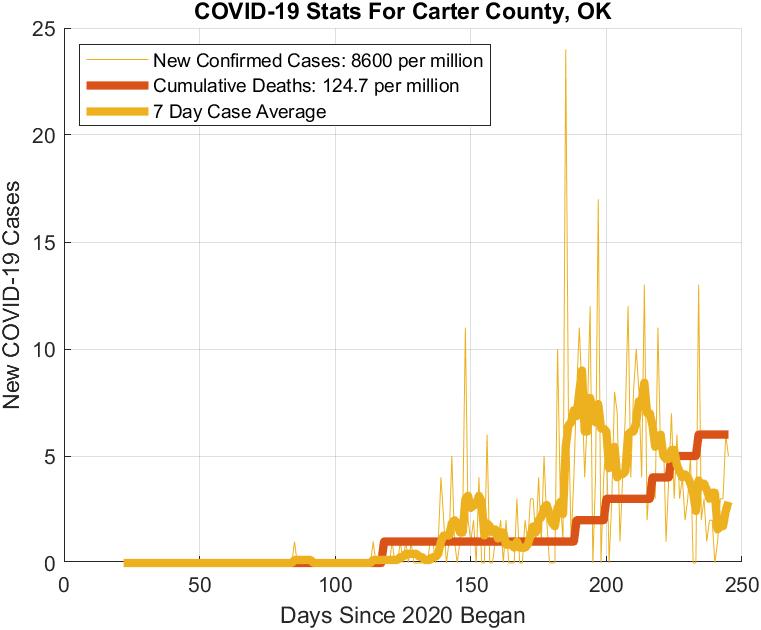 COVID-19 Stats For Carter County, OK
25
New Confirmed Cases: 8600 per million
Cumulative Deaths: 124.7 per million
7 Day Case Average
20
15
10
5
0
New COVID-19 Cases
0 50 100 150 200 250
Days Since 2020 Began